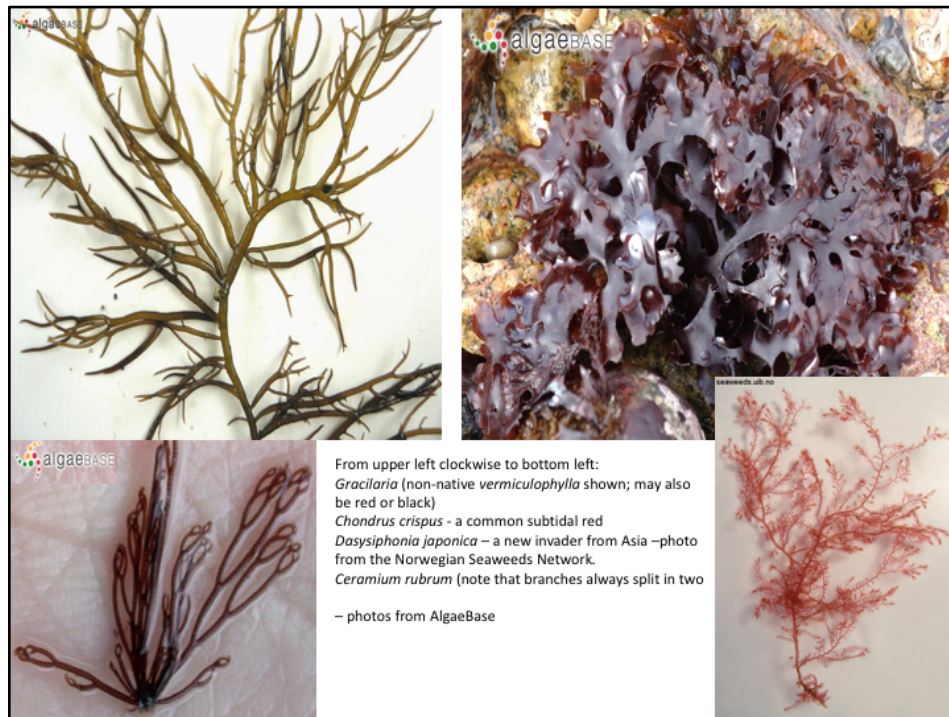 algaeBASE
algaeBASE
seaweeds.uib.no
algaeBASE
From upper left clockwise to bottom left:
Gracilaria (non-native vermiculophylla shown; may also
be red or black)
Chondrus crispus - a common subtidal red
Dasysiphonia japonica – a new invader from Asia –photo
from the Norwegian Seaweeds Network.
Ceramium rubrum (note that branches always split in two
– photos from AlgaeBase